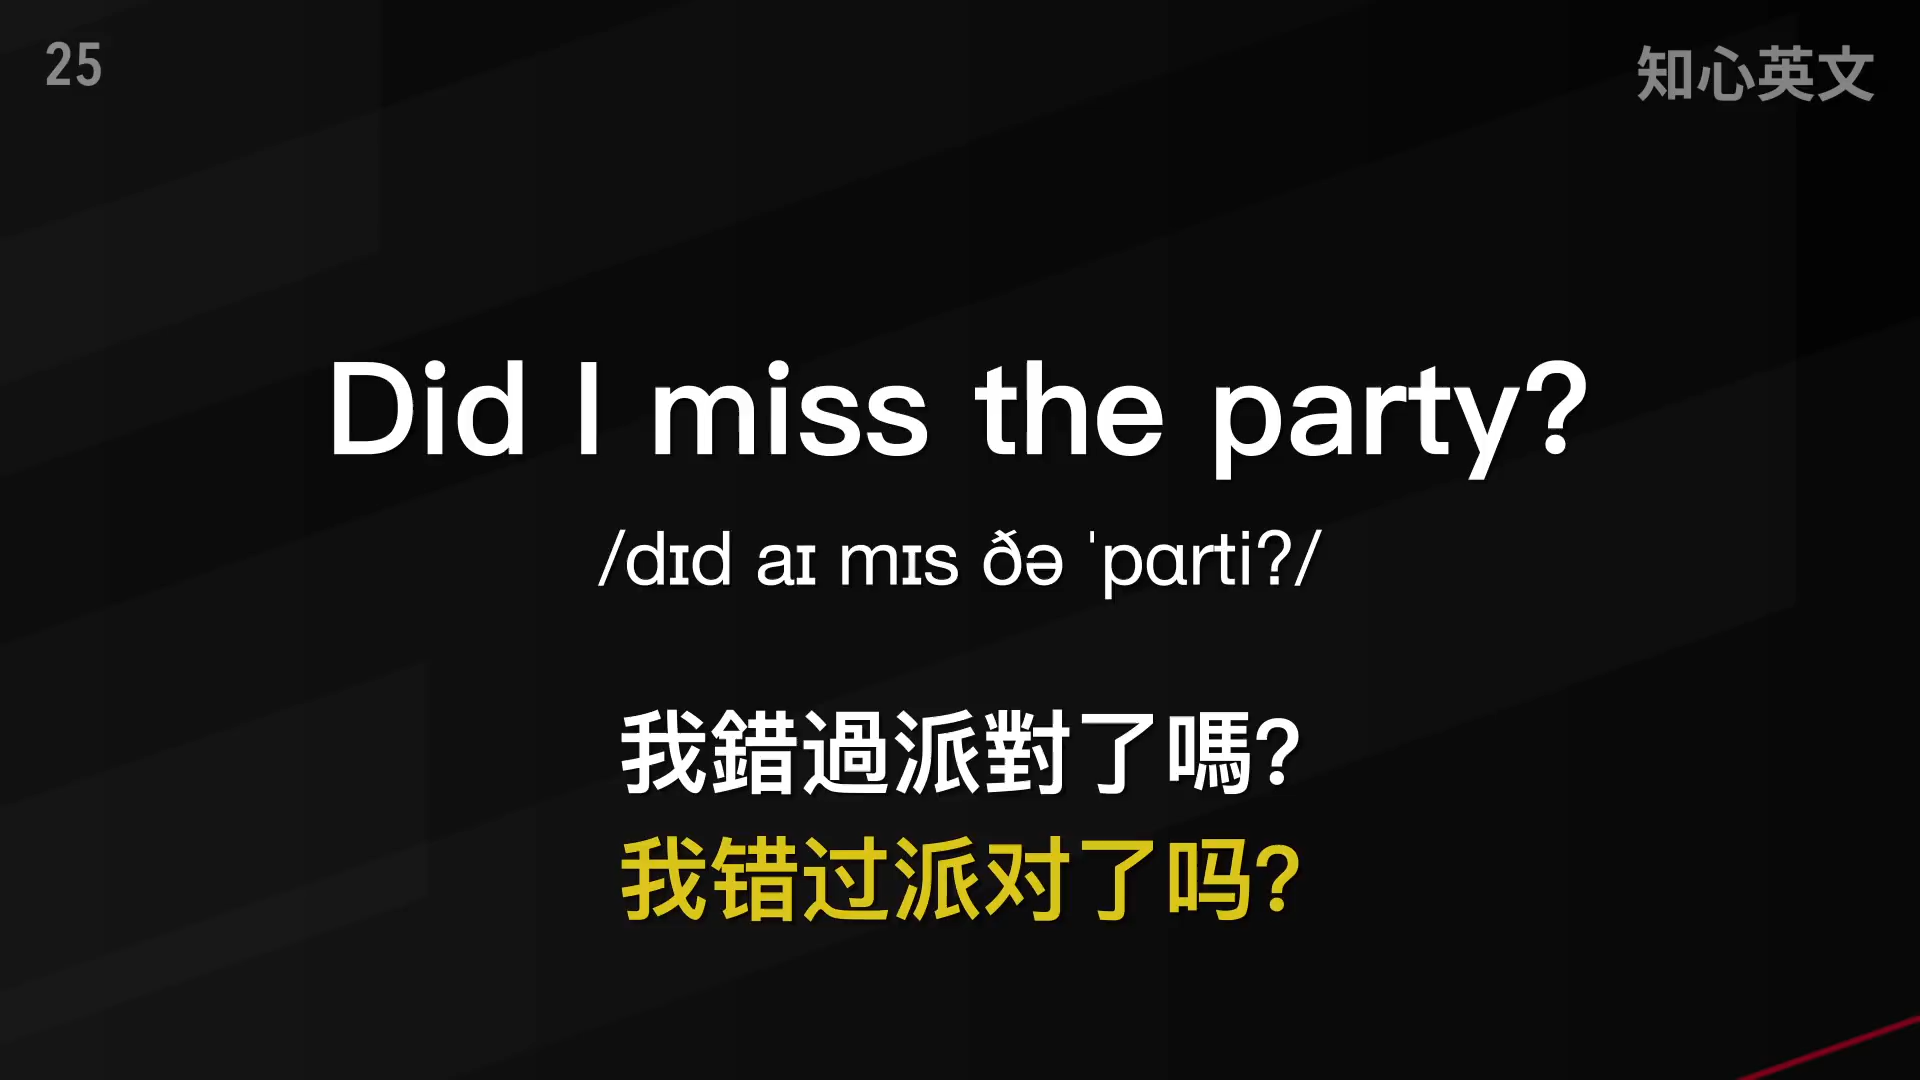 25
知心英文
Did I miss the party?
/dɪd aɪ mɪs ðə ˈpɑrti?/
我錯過派對了嗎?
我错过派对了吗?